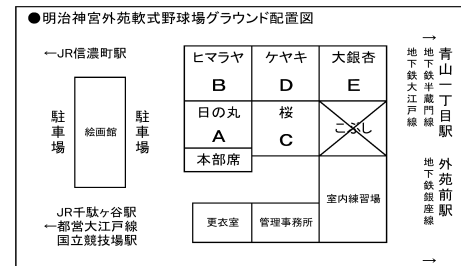 ●明治神宮外苑軟式野球場グラウンド配置図
←JR信濃町駅
ヒマラヤ
B
ケヤキ
D
大銀杏
E
日の丸
A
桜
C
こぶし
本部席
駐車場
絵画館
駐車場
室内練習場
更衣室
管理事務所
JR千駄ヶ谷駅
←都営大江戸線
国立競技場駅
→
青山一丁目駅
地下鉄半蔵門線
地下鉄大江戸線
外苑前駅
地下鉄銀座線
→